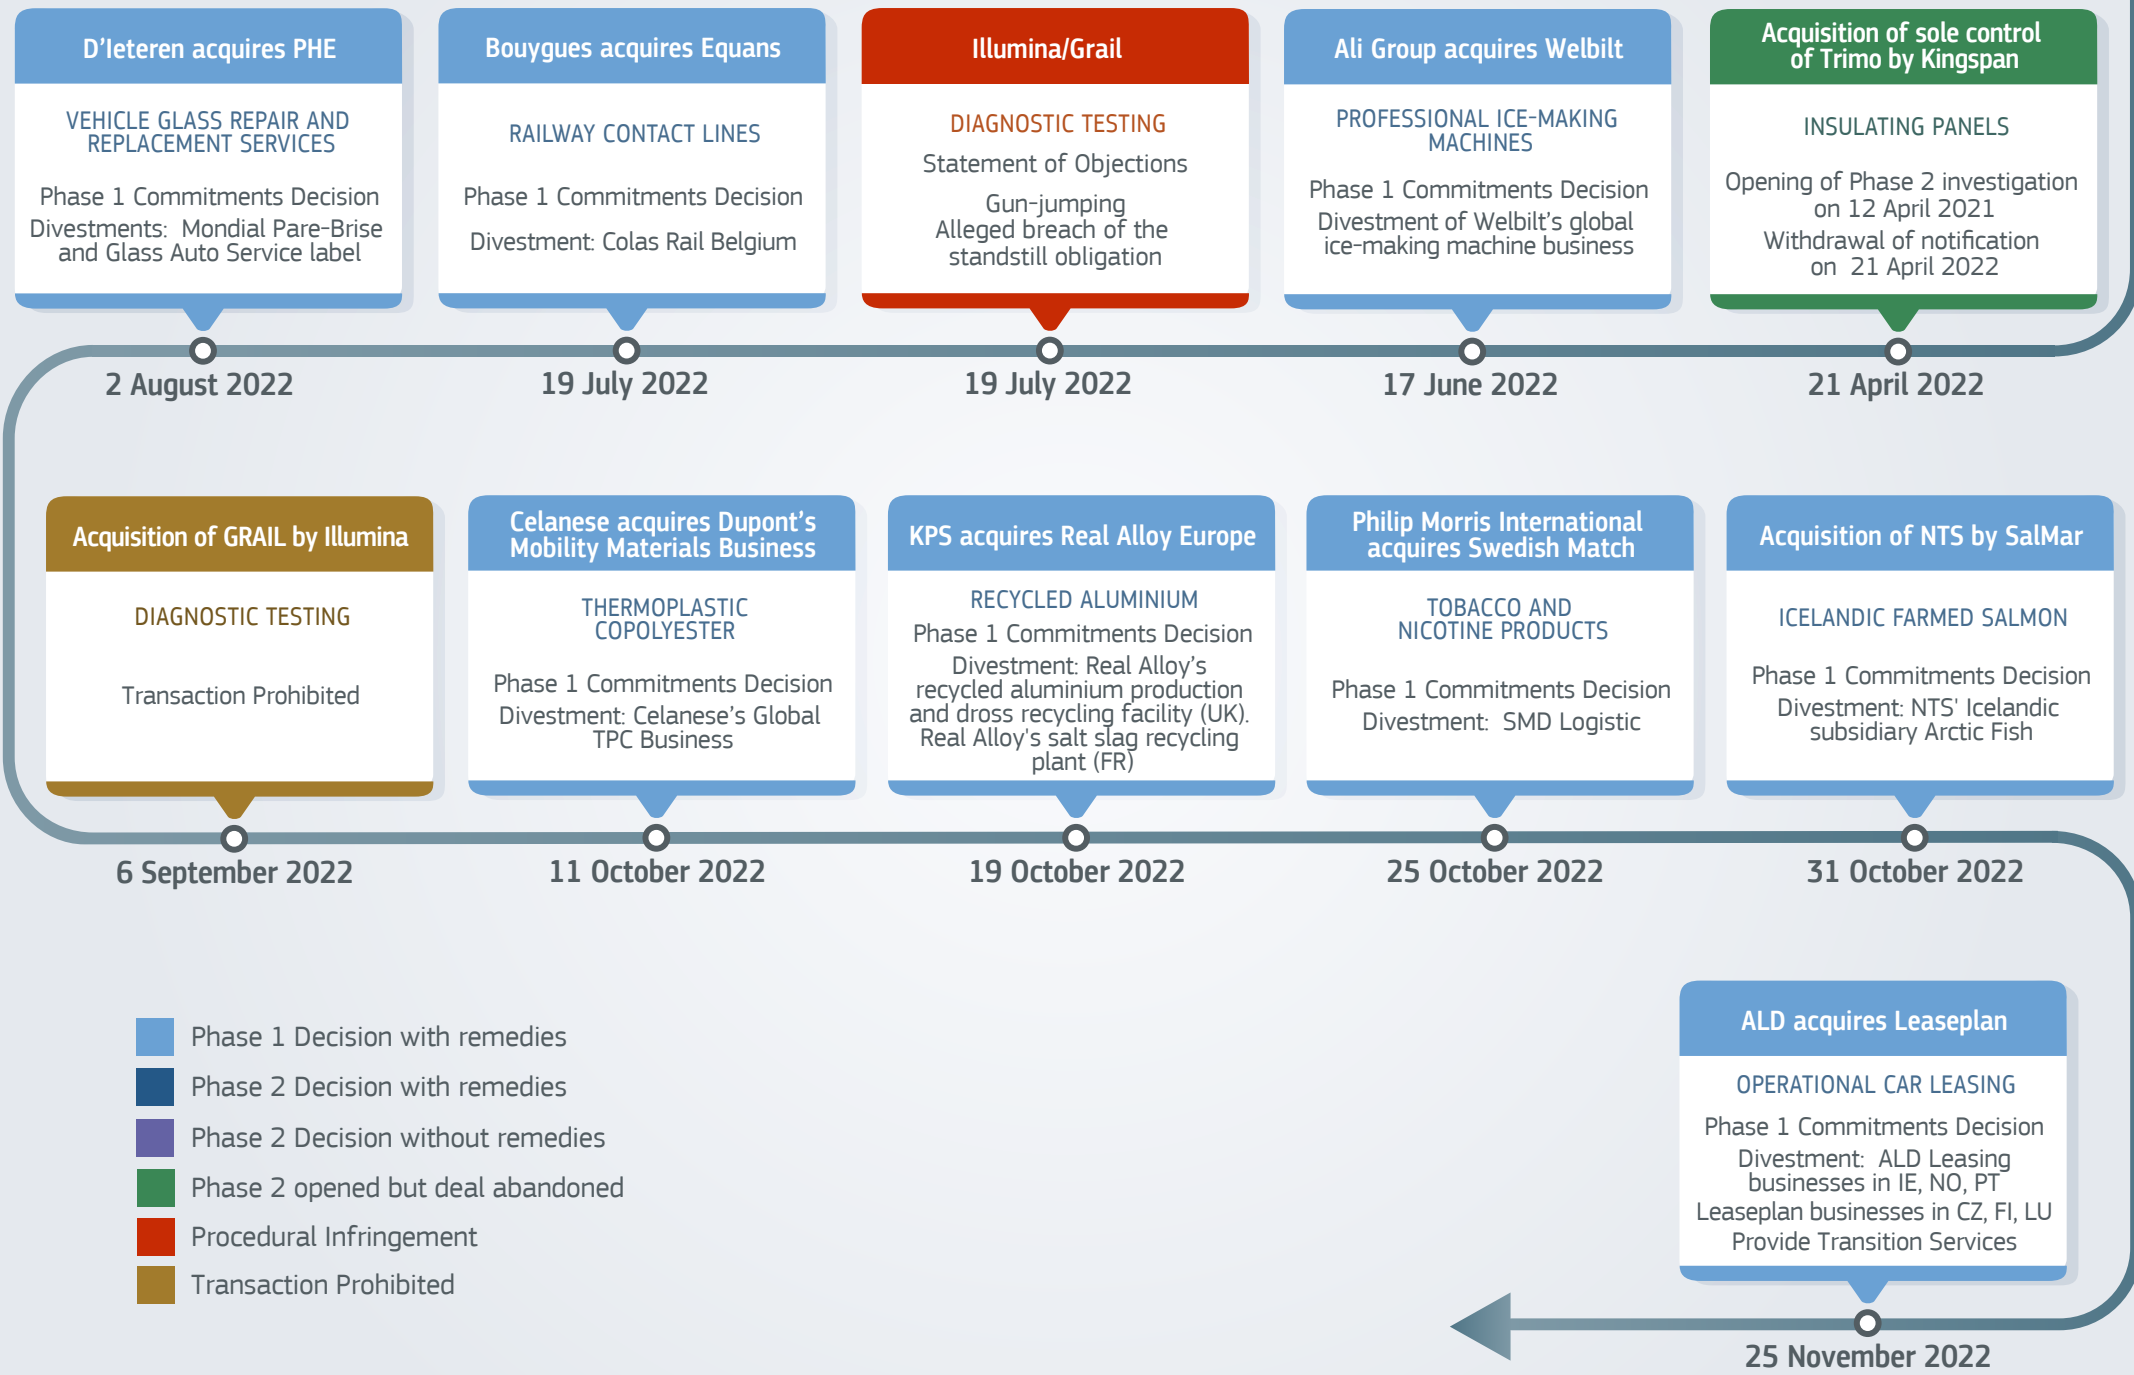 D’Ieteren acquires PHE
VEHICLE GLASS REPAIR AND
REPLACEMENT SERVICES
Phase 1 Commitments Decision
Divestments: Mondial Pare-Brise
and Glass Auto Service label
2 August 2022
Bouygues acquires Equans
RAILWAY CONTACT LINES
Phase 1 Commitments Decision
Divestment: Colas Rail Belgium
19 July 2022
Illumina/Grail
DIAGNOSTIC TESTING
Statement of Objections
Gun-jumping
Alleged breach of the
standstill obligation
19 July 2022
Ali Group acquires Welbilt
PROFESSIONAL ICE-MAKING
MACHINES
Phase 1 Commitments Decision
Divestment of Welbilt’s global
ice-making machine business
17 June 2022
Acquisition of sole control
of Trimo by Kingspan
INSULATING PANELS
Opening of Phase 2 investigation
on 12 April 2021
Withdrawal of notification
on 21 April 2022
21 April 2022
Acquisition of GRAIL by Illumina
DIAGNOSTIC TESTING
Transaction Prohibited
6 September 2022
Celanese acquires Dupont’s
Mobility Materials Business
THERMOPLASTIC
COPOLYESTER
Phase 1 Commitments Decision
Divestment: Celanese’s Global
TPC Business
11 October 2022
KPS acquires Real Alloy Europe
RECYCLED ALUMINIUM
Phase 1 Commitments Decision
Divestment: Real Alloy’s
recycled aluminium production
and dross recycling facility (UK).
Real Alloy's salt slag recycling
plant (FR)
19 October 2022
Philip Morris International
acquires Swedish Match
TOBACCO AND
NICOTINE PRODUCTS
Phase 1 Commitments Decision
Divestment: SMD Logistic
25 October 2022
Acquisition of NTS by SalMar
ICELANDIC FARMED SALMON
Phase 1 Commitments Decision
Divestment: NTS' Icelandic
subsidiary Arctic Fish
31 October 2022
Phase 1 Decision with remedies
Phase 2 Decision with remedies
Phase 2 Decision without remedies
Phase 2 opened but deal abandoned
Procedural Infringement
Transaction Prohibited
ALD acquires Leaseplan
OPERATIONAL CAR LEASING
Phase 1 Commitments Decision
Divestment: ALD Leasing
businesses in IE, NO, PT
Leaseplan businesses in CZ, FI, LU
Provide Transition Services
25 November 2022